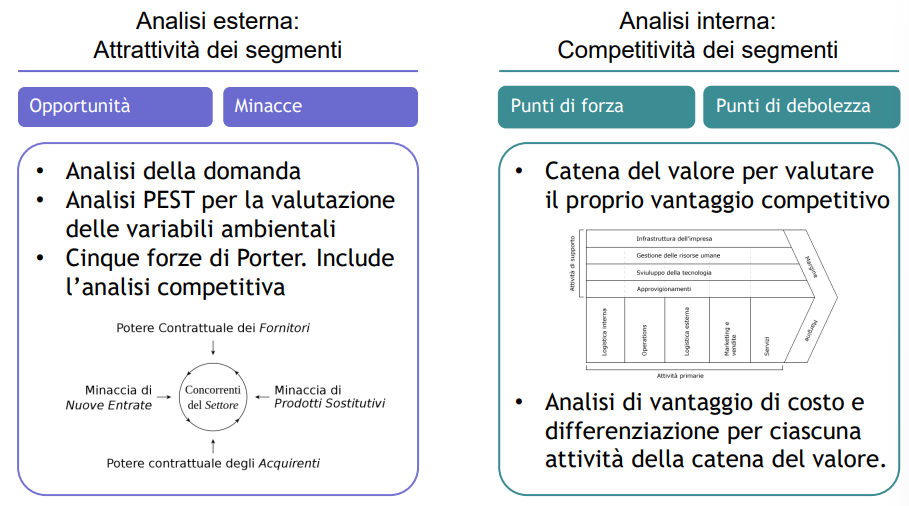 Analisi esterna:
Attrattività dei segmenti
Opportunità
Minacce
• Analisi della domanda
• Analisi PEST per la valutazione
delle variabili ambientali
• Cinque forze di Porter. Include
l'analisi competitiva
Potere Contrattuale dei Fornitori
Minaccia di
Nuove Entrate
Concorrenti
del Settore
Minaccia di
Prodotti Sostitutivi
Potere contrattuale degli Acquirenti
Analisi interna:
Competitività dei segmenti
Punti di forza
Punti di debolezza
• Catena del valore per valutare
il proprio vantaggio competitivo
Attività di supporto
Infrastruttura dell'impresa
Gestione delle risorse umane
Sviluluppo della tecnologia
Approvigionamenti
Margine
Logistica interna
Operations
Logistica esterna
Marketing e
vendite
Servizi
Margine
Attività primarie
• Analisi di vantaggio di costo e
differenziazione per ciascuna
attività della catena del valore.